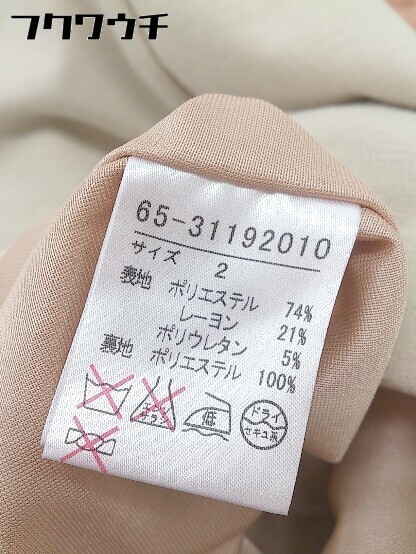 フクワウチ
65-31192010
サイズ 2
表地 ポリエステル 74%
レーヨン 21%
ポリウレタン 5%
裏地 ポリエステル 100%
低
ドライ
セキユ系